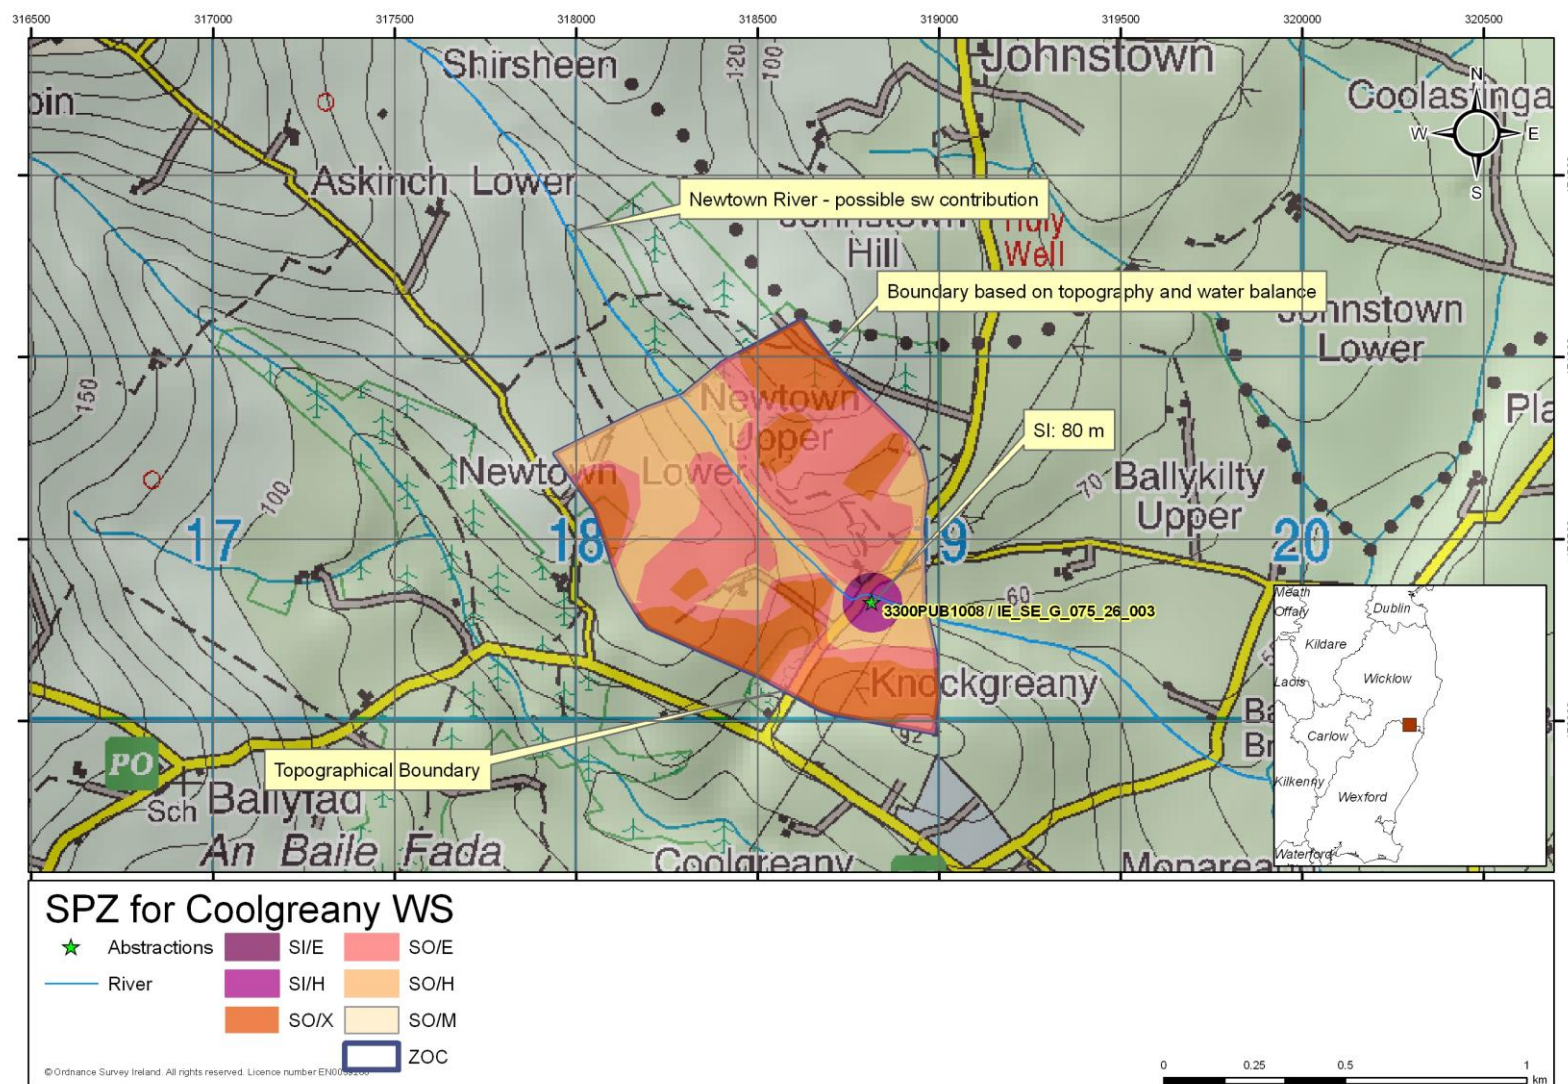 316500 317000 317500 318000 318500 319000 319500 320000 320500
Shirsheen
120
100
Johnstown
Coolastinga
N
W E
S
Askinch Lower
Newtown River - possible sw contribution
Johnstown
Hill
Holy
Well
Boundary based on topography and water balance
Johnstown
Lower
150
Newtown
Upper
SI: 80 m
Newtown Lower
100
70
Ballykilty
Upper
17 18 19 20
3300PUB1008 / IE_SE_G_075_26_003
60
Knockgreany
92
Topographical Boundary
PO
Sch
Ballyfad
An Baile Fada
Coolgreany
Meath
Offaly
Dublin
Kildare
Laois
Wicklow
Carlow
Kilkenny
Wexford
Waterford
SPZ for Coolgreany WS
Abstractions SI/E SO/E
River SI/H SO/H
SO/X SO/M
ZOC
© Ordnance Survey Ireland. All rights reserved. Licence number
0 0.25 0.5 1
km